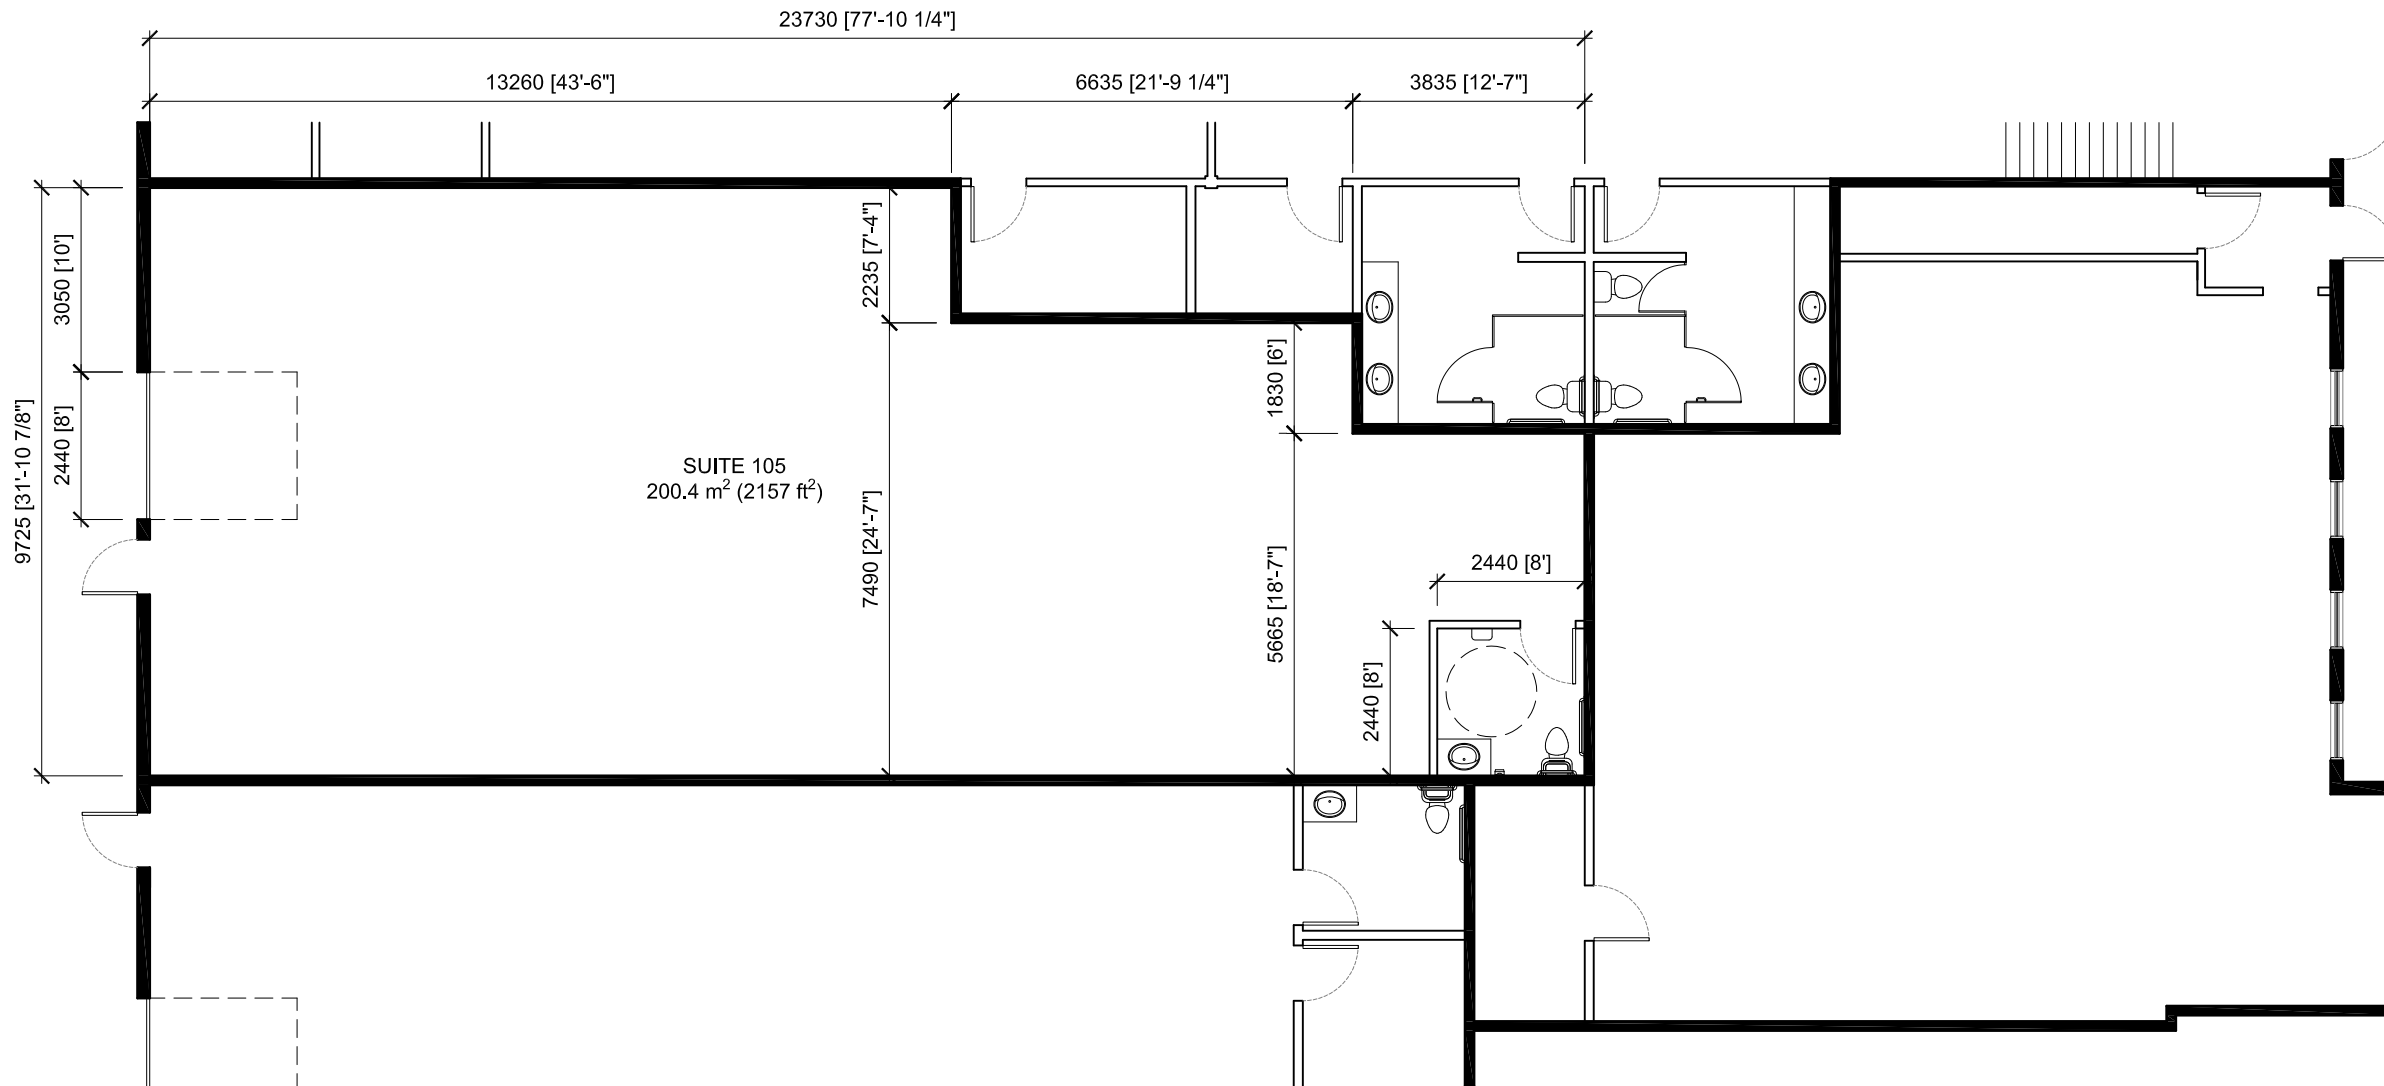 23730 [77'-10 1/4"]
13260 [43'-6"]
6635 [21'-9 1/4"]
3835 [12'-7"]
9725 [31'-10 7/8"]
3050 [10']
2440 [8']
2235 [7'-4"]
7490 [24'-7"]
1830 [6']
5665 [18'-7"]
SUITE 105
200.4 m² (2157 ft²)
2440 [8']
2440 [8']